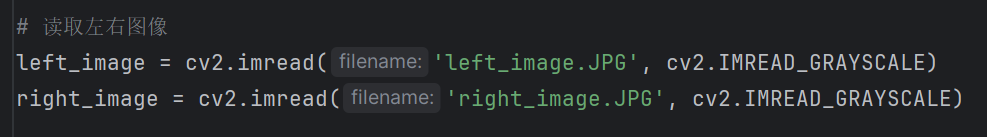 # 读取左右图像
left_image = cv2.imread(filename: 'left_image.JPG', cv2.IMREAD_GRAYSCALE)
right_image = cv2.imread(filename: 'right_image.JPG', cv2.IMREAD_GRAYSCALE)